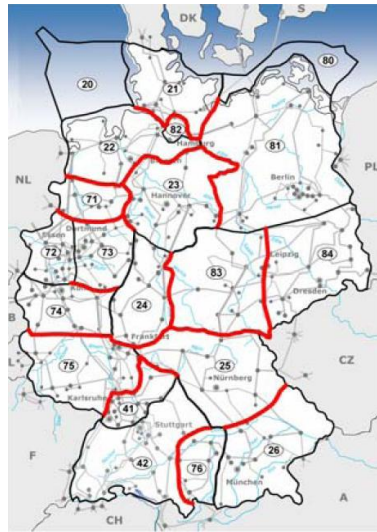 DK
S
20
21
80
82
Hamburg
22
81
NL
PL
Berlin
71
23
Hannover
Essen
Dortmund
72
73
83
Leipzig
84
Dresden
74
24
B
Frankfurt
CZ
L
75
25
Nürnberg
Karlsruhe
41
Stuttgart
F
42
76
26
München
A
CH